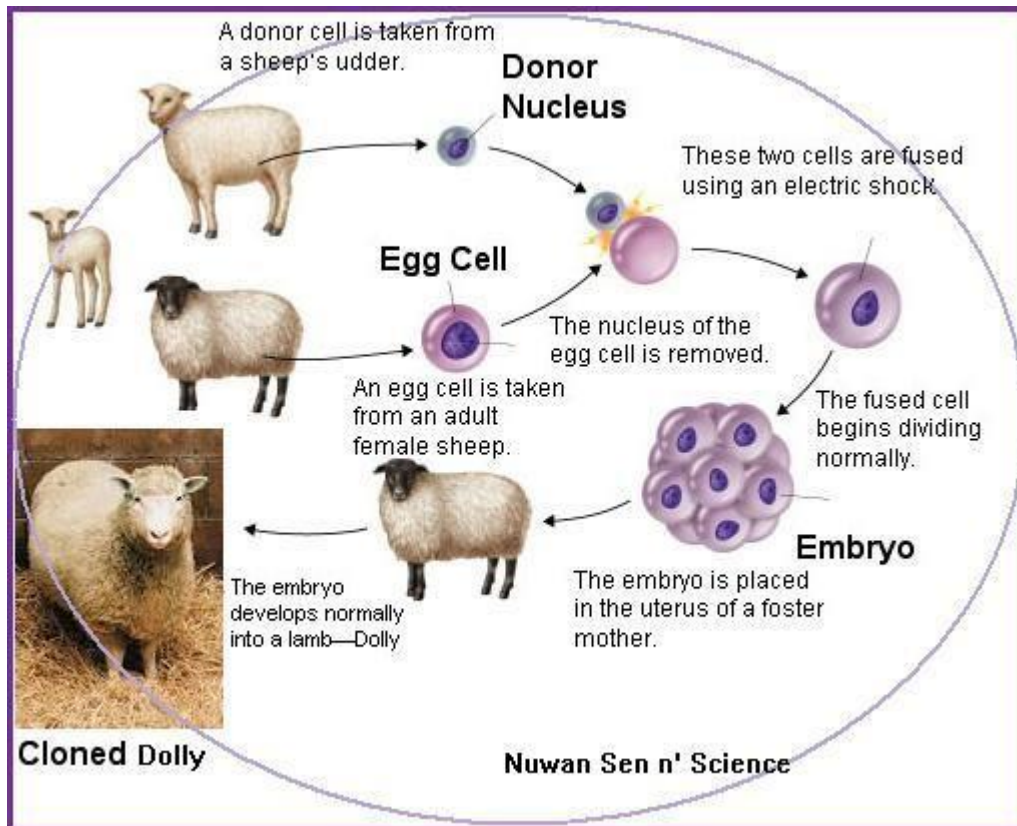 A donor cell is taken from
a sheep's udder.
Donor
Nucleus
These two cells are fused
using an electric shock.
Egg Cell
The nucleus of the
egg cell is removed.
An egg cell is taken
from an adult
female sheep.
The fused cell
begins dividing
normally.
Embryo
The embryo is placed
in the uterus of a foster
mother.
The embryo
develops normally
into a lamb—Dolly
Cloned Dolly
Nuwan Sen n' Science